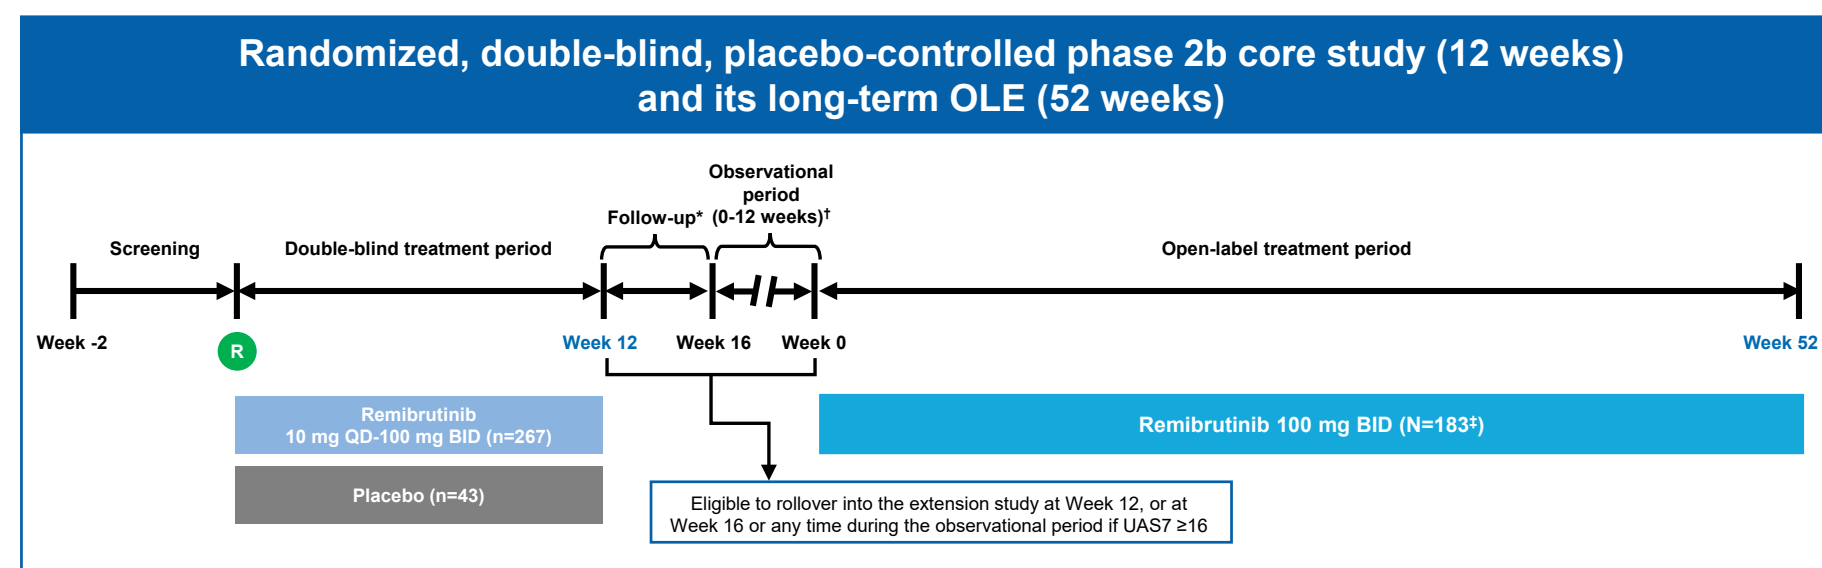 Randomized, double-blind, placebo-controlled phase 2b core study (12 weeks)
and its long-term OLE (52 weeks)
Screening
Double-blind treatment period
Follow-up*
Observational
period
(0-12 weeks)†
Open-label treatment period
Week -2
R
Week 12
Week 16
Week 0
Week 52
Remibrutinib
10 mg QD-100 mg BID (n=267)
Placebo (n=43)
Remibrutinib 100 mg BID (N=183‡)
Eligible to rollover into the extension study at Week 12, or at
Week 16 or any time during the observational period if UAS7 ≥16